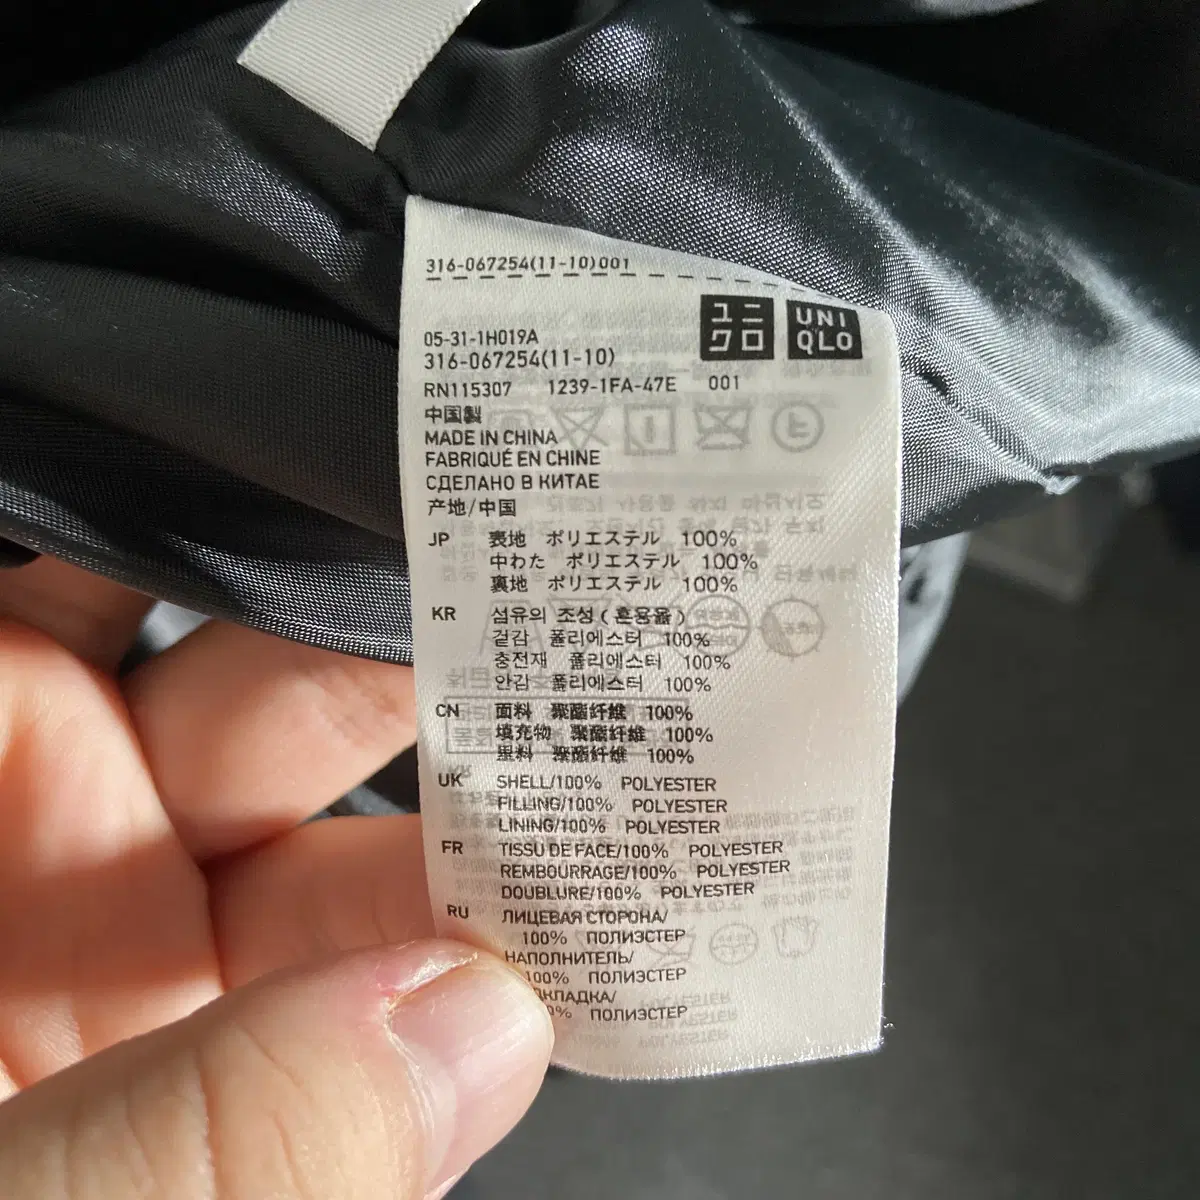 316-067254(11-10)001
ユニ
クロ
UNI
QLO
05-31-1H019A
316-067254(11-10)
RN115307 1239-1FA-47E 001
中国製
MADE IN CHINA
FABRIQUÉ EN CHINE
СДЕЛАНО В КИТАЕ
产地/中国
JP 表地 ポリエステル 100%
中わた ポリエステル 100%
裏地 ポリエステル 100%
KR 섬유의 조성 ( 혼용율 )
겉감 폴리에스터 100%
충전재 폴리에스터 100%
안감 폴리에스터 100%
CN 面料 聚酯纤维 100%
填充物 聚酯纤维 100%
里料 聚酯纤维 100%
UK SHELL/100% POLYESTER
FILLING/100% POLYESTER
LINING/100% POLYESTER
FR TISSU DE FACE/100% POLYESTER
REMBOURRAGE/100% POLYESTER
DOUBLURE/100% POLYESTER
RU ЛИЦЕВАЯ СТОРОНА/
100% ПОЛИЭСТЕР
НАПОЛНИТЕЛЬ/
100% ПОЛИЭСТЕР
КЛАДКА/
0% ПОЛИЭСТЕР